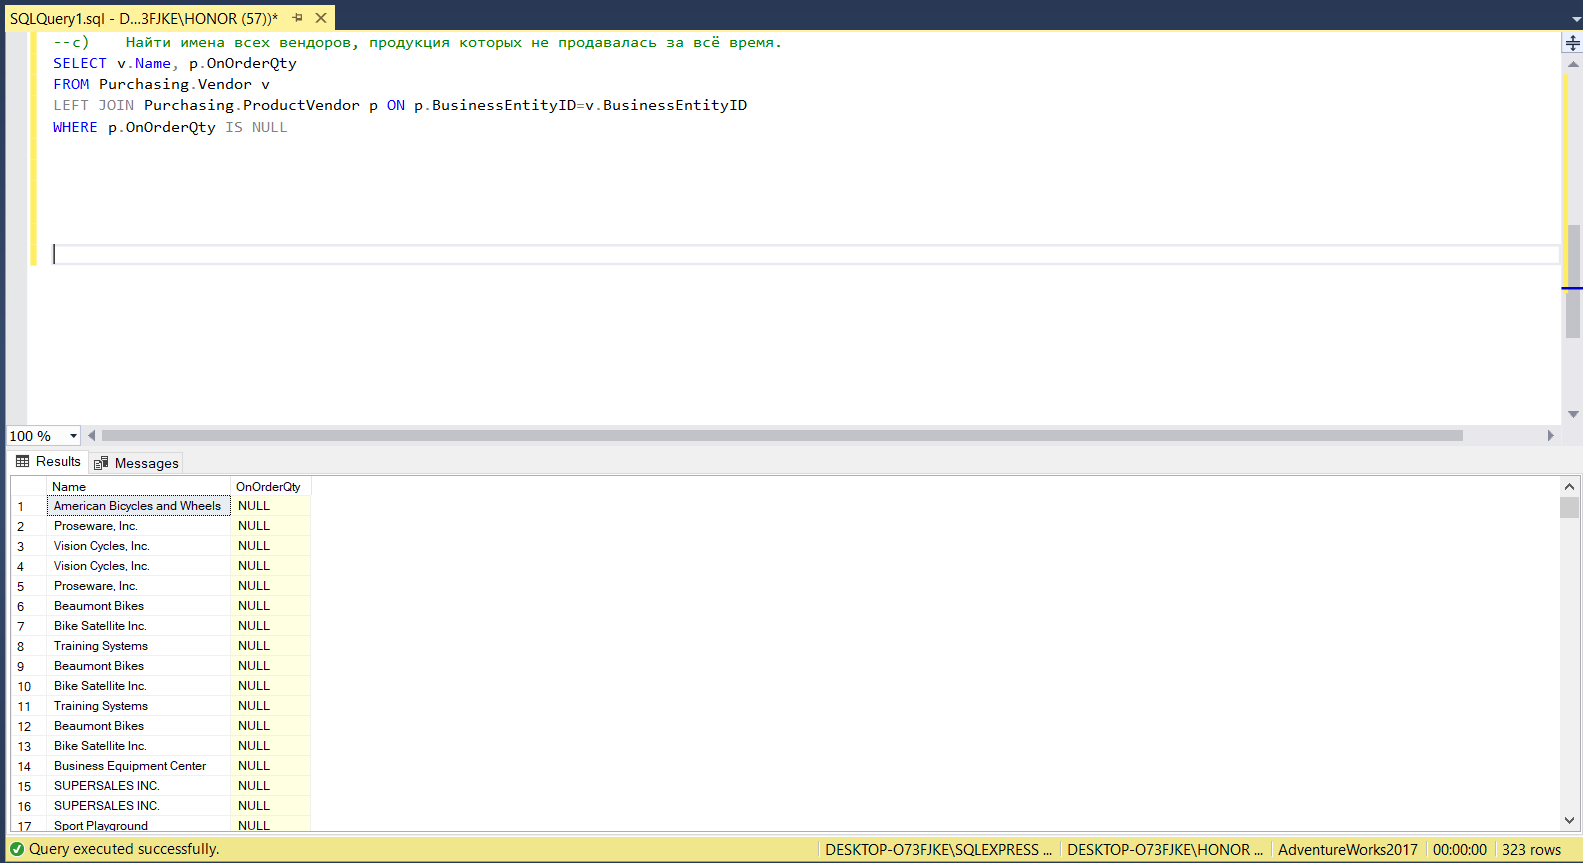 SQLQuery1.sql - D...3FJKE\HONOR (57))*
--c)    Найти имена всех вендоров, продукция которых не продавалась за всё время.
SELECT v.Name, p.OnOrderQty
FROM Purchasing.Vendor v
LEFT JOIN Purchasing.ProductVendor p ON p.BusinessEntityID=v.BusinessEntityID
WHERE p.OnOrderQty IS NULL
100 %
Results Messages
Name OnOrderQty
1 American Bicycles and Wheels NULL
2 Proseware, Inc. NULL
3 Vision Cycles, Inc. NULL
4 Vision Cycles, Inc. NULL
5 Proseware, Inc. NULL
6 Beaumont Bikes NULL
7 Bike Satellite Inc. NULL
8 Training Systems NULL
9 Beaumont Bikes NULL
10 Bike Satellite Inc. NULL
11 Training Systems NULL
12 Beaumont Bikes NULL
13 Bike Satellite Inc. NULL
14 Business Equipment Center NULL
15 SUPERSALES INC. NULL
16 SUPERSALES INC. NULL
17 Sport Playground NULL
Query executed successfully. DESKTOP-O73FJKE\SQLEXPRESS ... DESKTOP-O73FJKE\HONOR ... AdventureWorks2017 00:00:00 323 rows